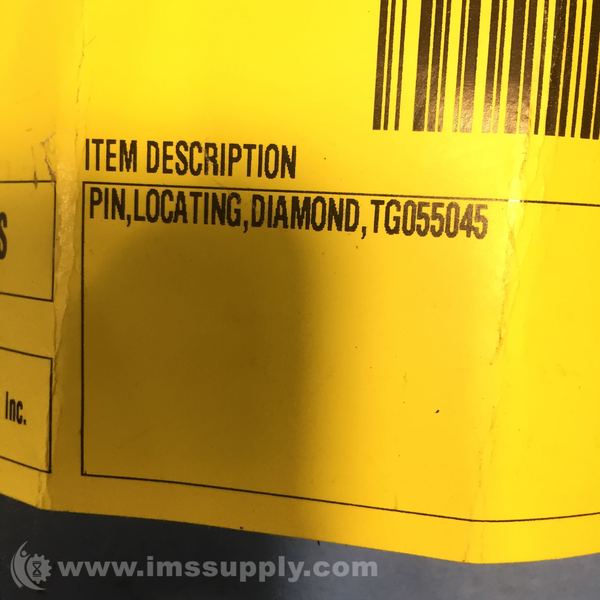 ITEM DESCRIPTION
PIN,LOCATING,DIAMOND,TG055045
S
Inc.
www.imssupply.com